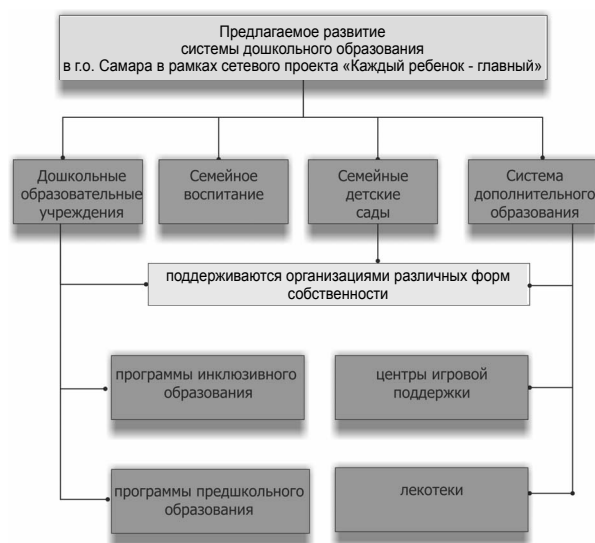 Предлагаемое развитие
системы дошкольного образования
в г.о. Самара в рамках сетевого проекта «Каждый ребенок - главный»
Дошкольные
образовательные
учреждения
Семейное
воспитание
Семейные
детские
сады
Система
дополнительного
образования
поддерживаются организациями различных форм
собственности
программы инклюзивного
образования
центры игровой
поддержки
программы предшкольного
образования
лекотеки